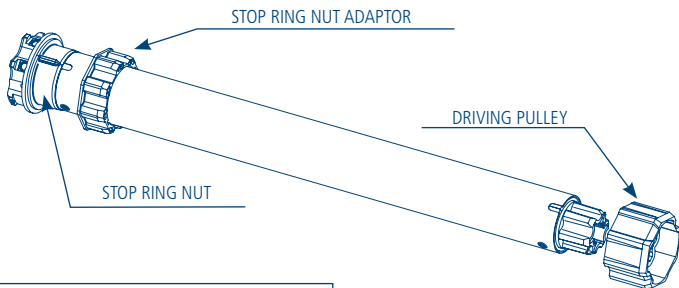 STOP RING NUT ADAPTOR
DRIVING PULLEY
STOP RING NUT